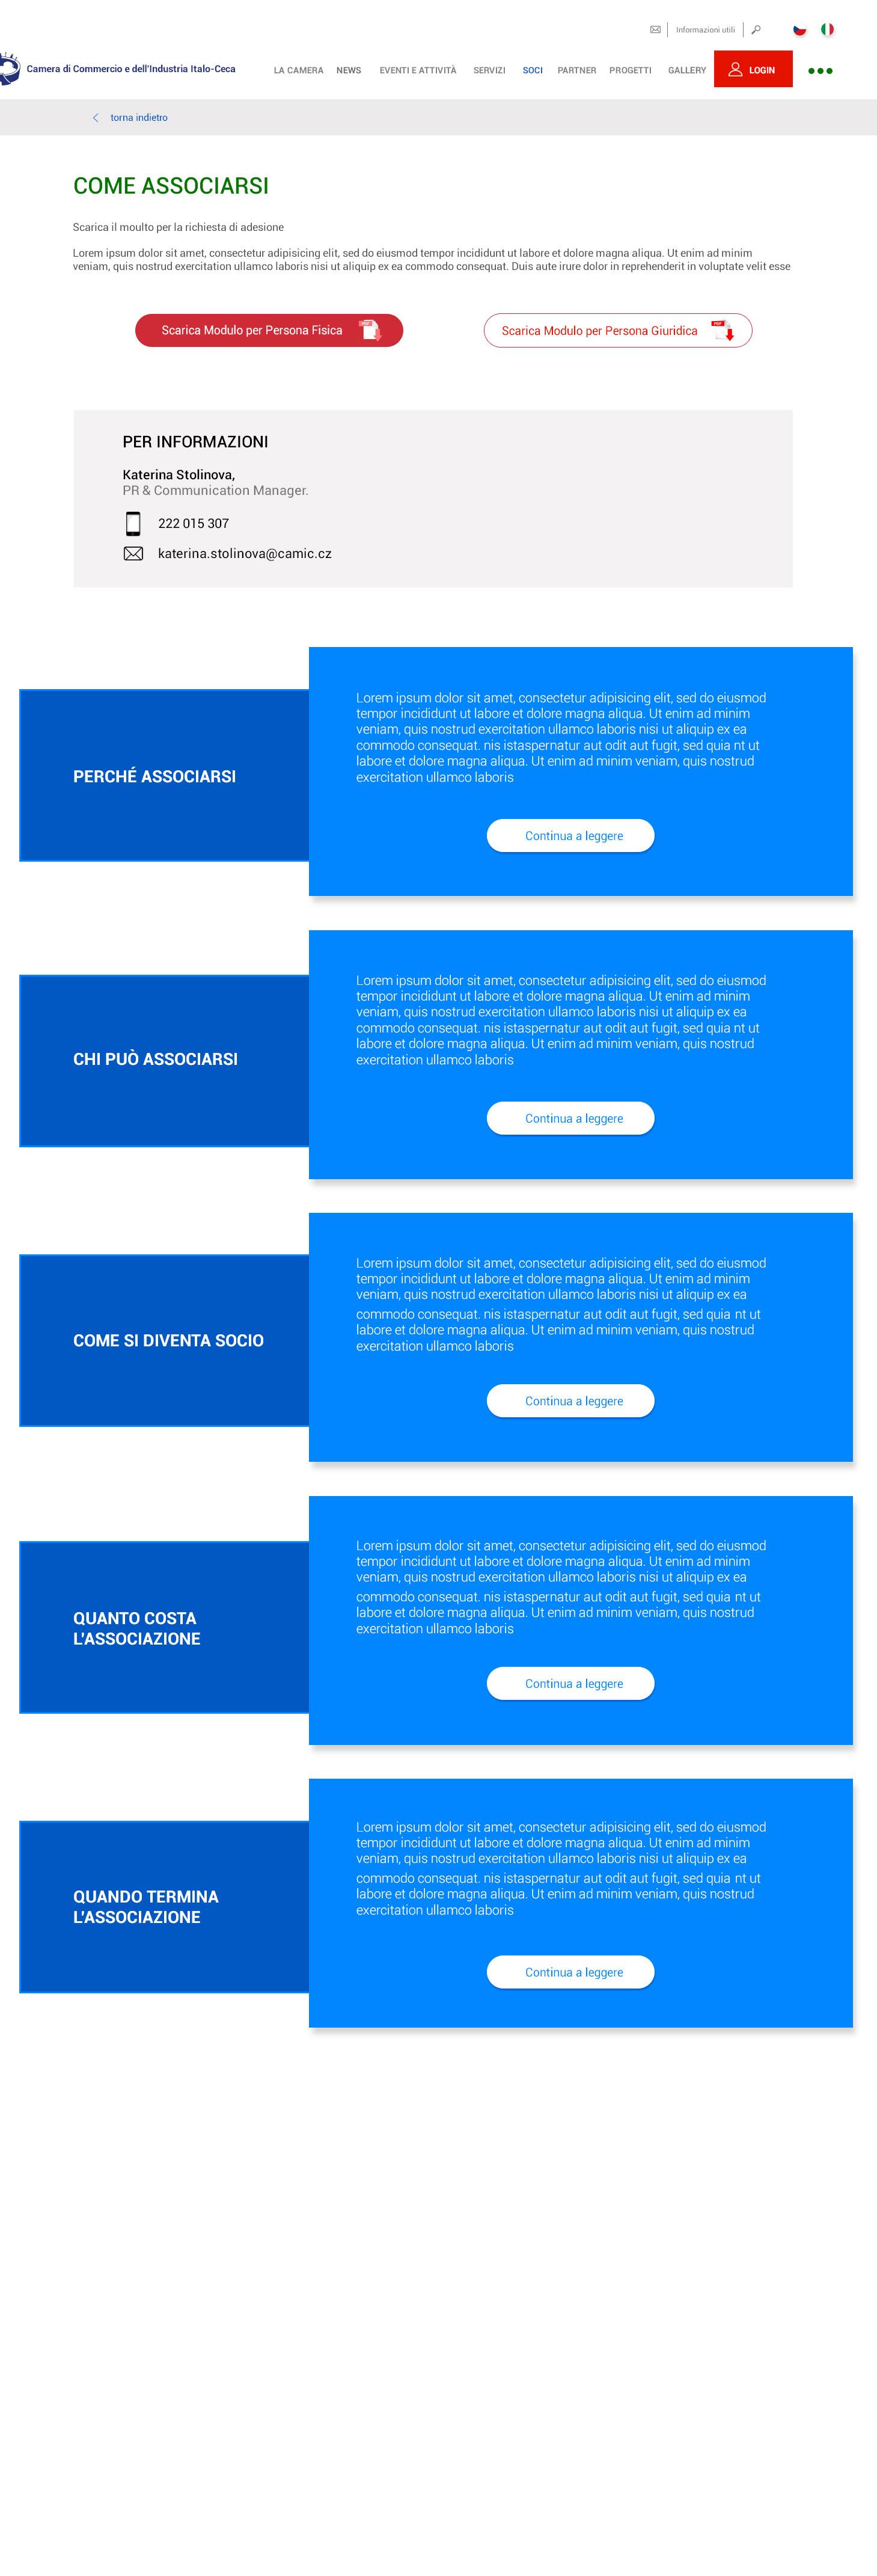 Informazioni utili
Camera di Commercio e dell'Industria Italo-Ceca
LA CAMERA NEWS EVENTI E ATTIVITÀ SERVIZI SOCI PARTNER PROGETTI GALLERY LOGIN
torna indietro
COME ASSOCIARSI
Scarica il moulto per la richiesta di adesione
Lorem ipsum dolor sit amet, consectetur adipisicing elit, sed do eiusmod tempor incididunt ut labore et dolore magna aliqua. Ut enim ad minim
veniam, quis nostrud exercitation ullamco laboris nisi ut aliquip ex ea commodo consequat. Duis aute irure dolor in reprehenderit in voluptate velit esse
Scarica Modulo per Persona Fisica PDF
Scarica Modulo per Persona Giuridica PDF
PER INFORMAZIONI
Katerina Stolinova,
PR & Communication Manager.
222 015 307
katerina.stolinova@camic.cz
PERCHÉ ASSOCIARSI
Lorem ipsum dolor sit amet, consectetur adipisicing elit, sed do eiusmod
tempor incididunt ut labore et dolore magna aliqua. Ut enim ad minim
veniam, quis nostrud exercitation ullamco laboris nisi ut aliquip ex ea
commodo consequat. nis istaspernatur aut odit aut fugit, sed quia nt ut
labore et dolore magna aliqua. Ut enim ad minim veniam, quis nostrud
exercitation ullamco laboris
Continua a leggere
CHI PUÒ ASSOCIARSI
Lorem ipsum dolor sit amet, consectetur adipisicing elit, sed do eiusmod
tempor incididunt ut labore et dolore magna aliqua. Ut enim ad minim
veniam, quis nostrud exercitation ullamco laboris nisi ut aliquip ex ea
commodo consequat. nis istaspernatur aut odit aut fugit, sed quia nt ut
labore et dolore magna aliqua. Ut enim ad minim veniam, quis nostrud
exercitation ullamco laboris
Continua a leggere
COME SI DIVENTA SOCIO
Lorem ipsum dolor sit amet, consectetur adipisicing elit, sed do eiusmod
tempor incididunt ut labore et dolore magna aliqua. Ut enim ad minim
veniam, quis nostrud exercitation ullamco laboris nisi ut aliquip ex ea
commodo consequat. nis istaspernatur aut odit aut fugit, sed quia nt ut
labore et dolore magna aliqua. Ut enim ad minim veniam, quis nostrud
exercitation ullamco laboris
Continua a leggere
QUANTO COSTA
L'ASSOCIAZIONE
Lorem ipsum dolor sit amet, consectetur adipisicing elit, sed do eiusmod
tempor incididunt ut labore et dolore magna aliqua. Ut enim ad minim
veniam, quis nostrud exercitation ullamco laboris nisi ut aliquip ex ea
commodo consequat. nis istaspernatur aut odit aut fugit, sed quia nt ut
labore et dolore magna aliqua. Ut enim ad minim veniam, quis nostrud
exercitation ullamco laboris
Continua a leggere
QUANDO TERMINA
L'ASSOCIAZIONE
Lorem ipsum dolor sit amet, consectetur adipisicing elit, sed do eiusmod
tempor incididunt ut labore et dolore magna aliqua. Ut enim ad minim
veniam, quis nostrud exercitation ullamco laboris nisi ut aliquip ex ea
commodo consequat. nis istaspernatur aut odit aut fugit, sed quia nt ut
labore et dolore magna aliqua. Ut enim ad minim veniam, quis nostrud
exercitation ullamco laboris
Continua a leggere